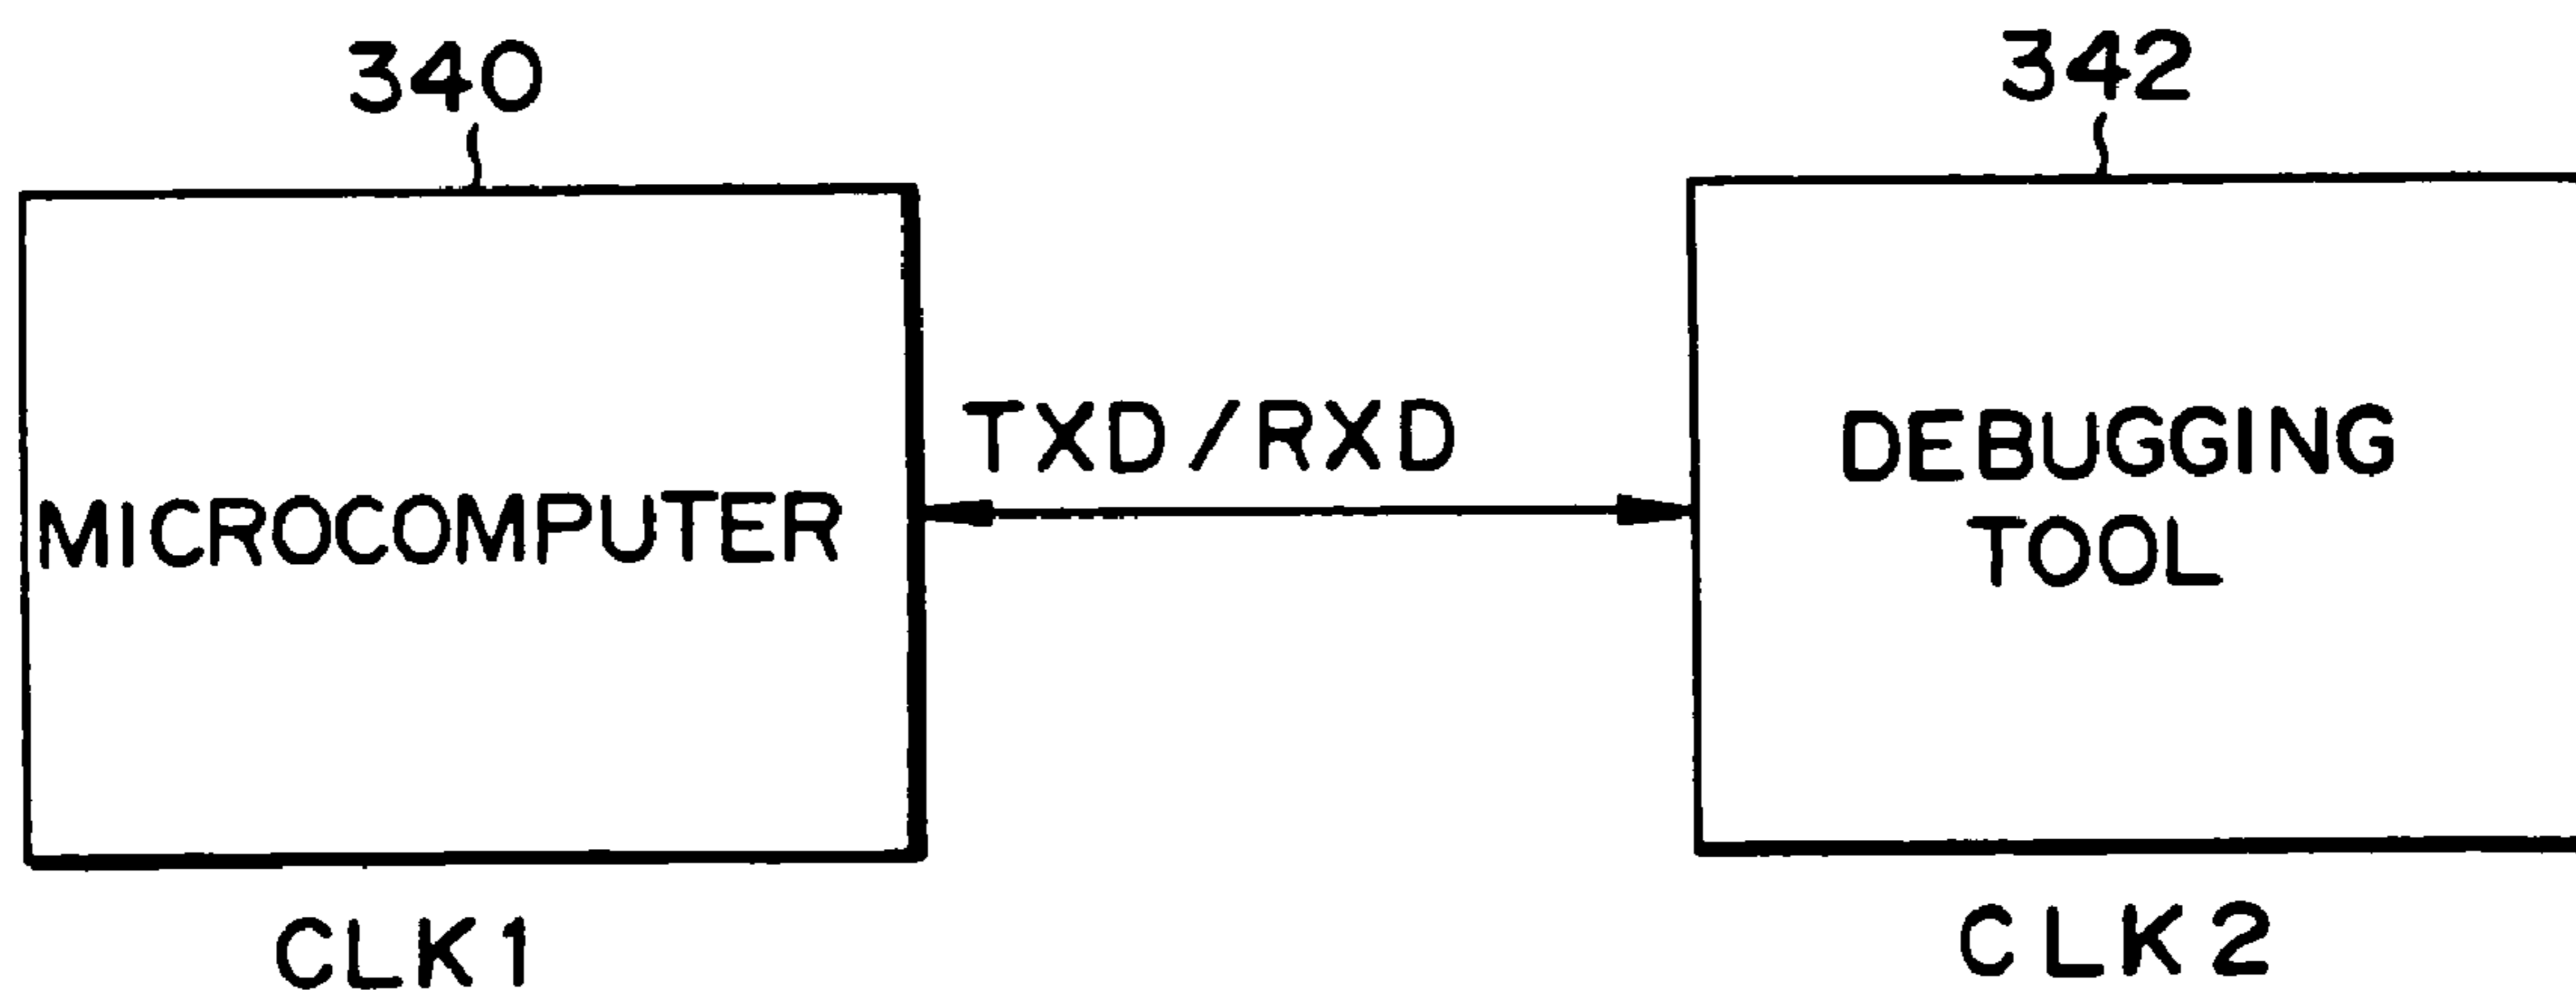 340
342
MICROCOMPUTER
TXD/RXD
DEBUGGING
TOOL
CLK1
CLK2